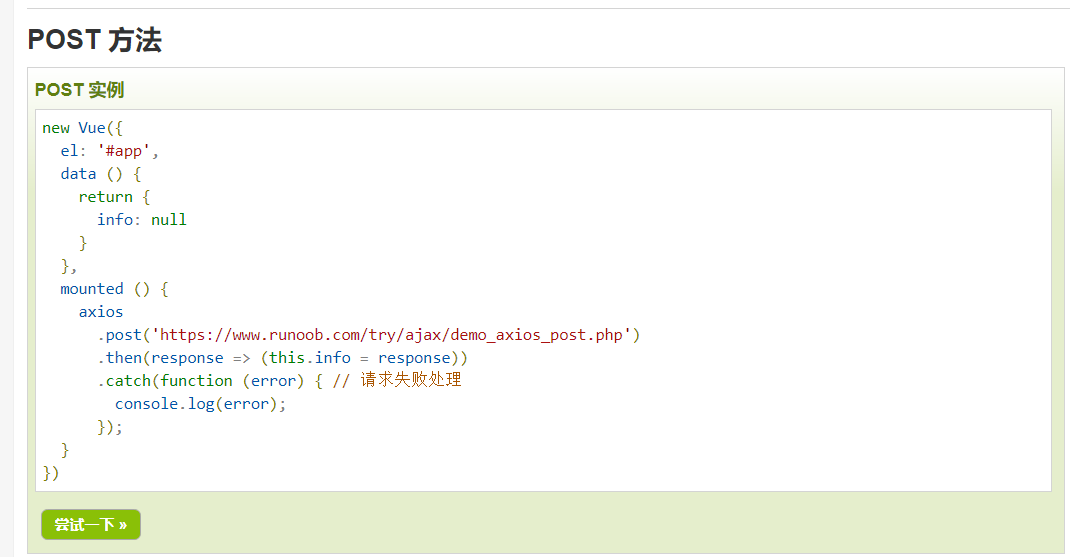 POST 方法
POST 实例
new Vue({
  el: '#app',
  data () {
    return {
      info: null
    }
  },
  mounted () {
    axios
      .post('https://www.runoob.com/try/ajax/demo_axios_post.php')
      .then(response => (this.info = response))
      .catch(function (error) { // 请求失败处理
        console.log(error);
      });
  }
})
尝试一下 »